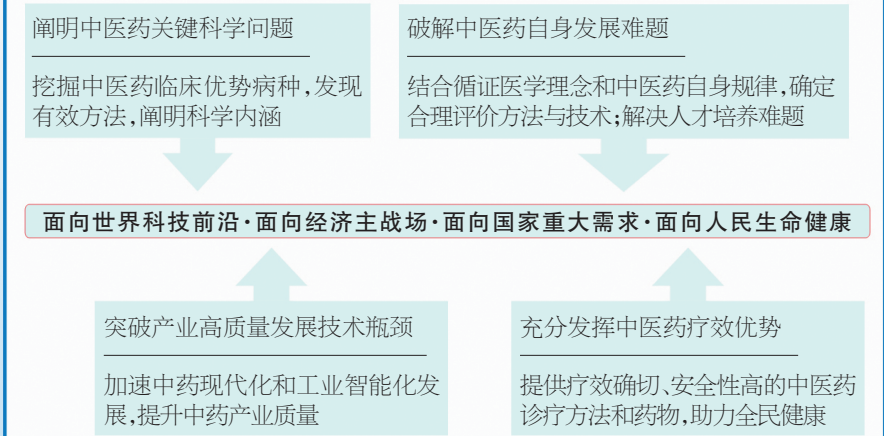 阐明中医药关键科学问题
挖掘中医药临床优势病种,发现
有效方法,阐明科学内涵
破解中医药自身发展难题
结合循证医学理念和中医药自身规律,确定
合理评价方法与技术;解决人才培养难题
面向世界科技前沿·面向经济主战场·面向国家重大需求·面向人民生命健康
突破产业高质量发展技术瓶颈
加速中药现代化和工业智能化发
展,提升中药产业质量
充分发挥中医药疗效优势
提供疗效确切、安全性高的中医药
诊疗方法和药物,助力全民健康